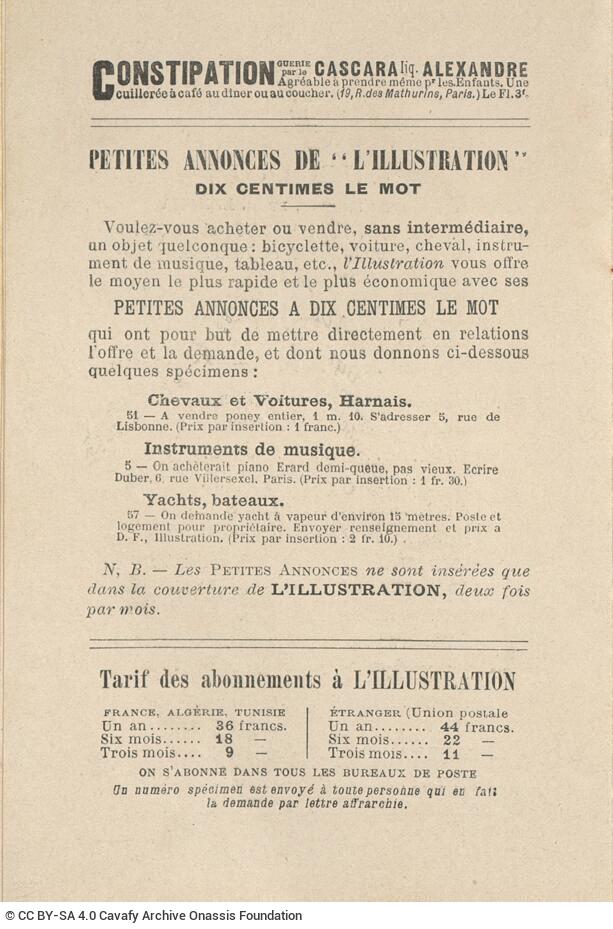 CONSTIPATION GUERIE par le CASCARA liq. ALEXANDRE
Agréable à prendre même pr les Enfants. Une
cuillerée à café au dîner ou au coucher. (19, R. des Mathurins, Paris.) Le Fl. 3f.
PETITES ANNONCES DE "L'ILLUSTRATION"
DIX CENTIMES LE MOT
Voulez-vous acheter ou vendre, sans intermédiaire,
un objet quelconque : bicyclette, voiture, cheval, instru-
ment de musique, tableau, etc., l'Illustration vous offre
le moyen le plus rapide et le plus économique avec ses
PETITES ANNONCES A DIX CENTIMES LE MOT
qui ont pour but de mettre directement en relations
l'offre et la demande, et dont nous donnons ci-dessous
quelques spécimens :
Chevaux et Voitures, Harnais.
51 — A vendre poney entier, 1 m. 10. S'adresser 5, rue de
Lisbonne. (Prix par insertion : 1 franc.)
Instruments de musique.
5 — On achèterait piano Erard demi-queue, pas vieux. Ecrire
Duber, 6, rue Villersexel, Paris. (Prix par insertion : 1 fr. 30.)
Yachts, bateaux.
57 — On demande yacht à vapeur d'environ 15 mètres. Poste et
logement pour propriétaire. Envoyer renseignement et prix a
D. F., Illustration. (Prix par insertion : 2 fr. 10.)
N. B. — Les PETITES ANNONCES ne sont insérées que
dans la couverture de L'ILLUSTRATION, deux fois
par mois.
Tarif des abonnements à L'ILLUSTRATION
FRANCE, ALGÉRIE, TUNISIE
Un an........ 36 francs.
Six mois...... 18 —
Trois mois.... 9 —
ÉTRANGER (Union postale
Un an........ 44 francs.
Six mois...... 22 —
Trois mois.... 11 —
ON S'ABONNE DANS TOUS LES BUREAUX DE POSTE
Un numéro spécimen est envoyé à toute personne qui en fait
la demande par lettre affranchie.
© CC BY-SA 4.0 Cavafy Archive Onassis Foundation